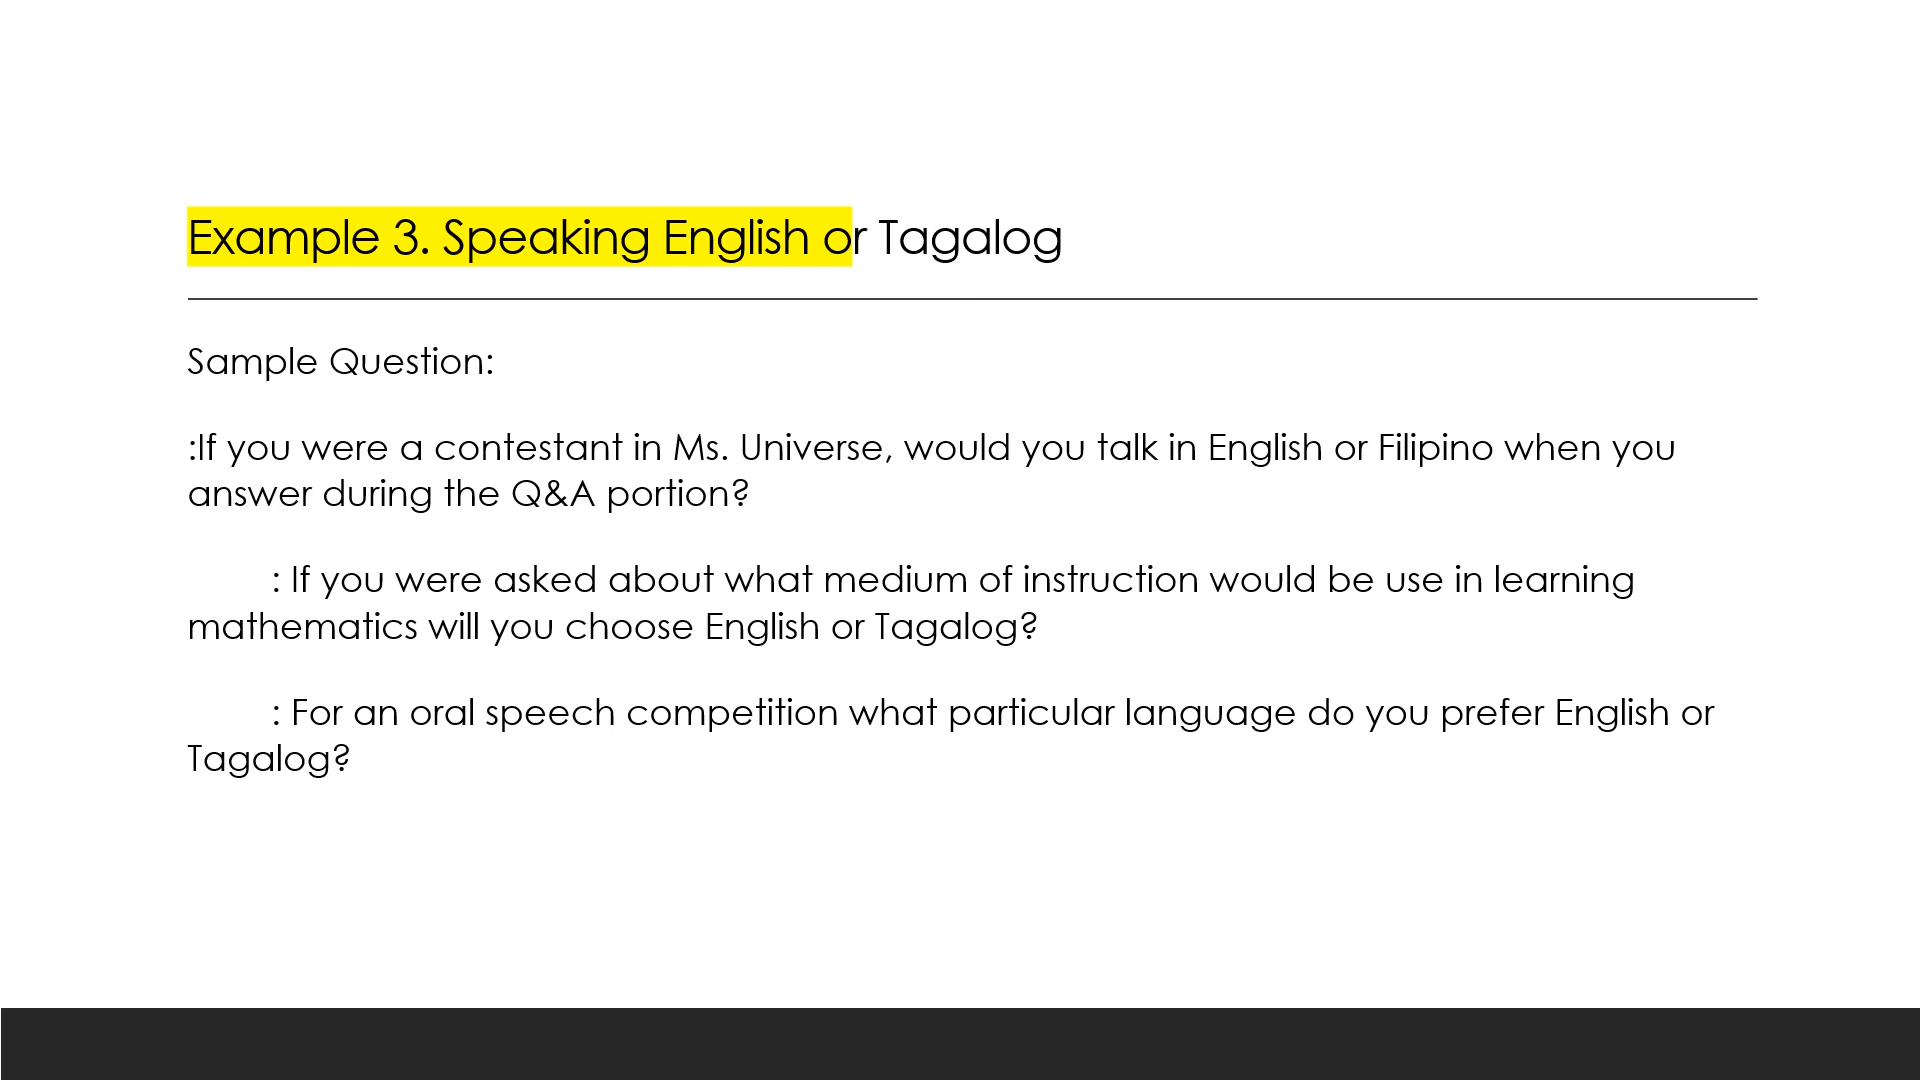 Example 3. Speaking English or Tagalog
Sample Question:
:If you were a contestant in Ms. Universe, would you talk in English or Filipino when you
answer during the Q&A portion?
: If you were asked about what medium of instruction would be use in learning
mathematics will you choose English or Tagalog?
: For an oral speech competition what particular language do you prefer English or
Tagalog?